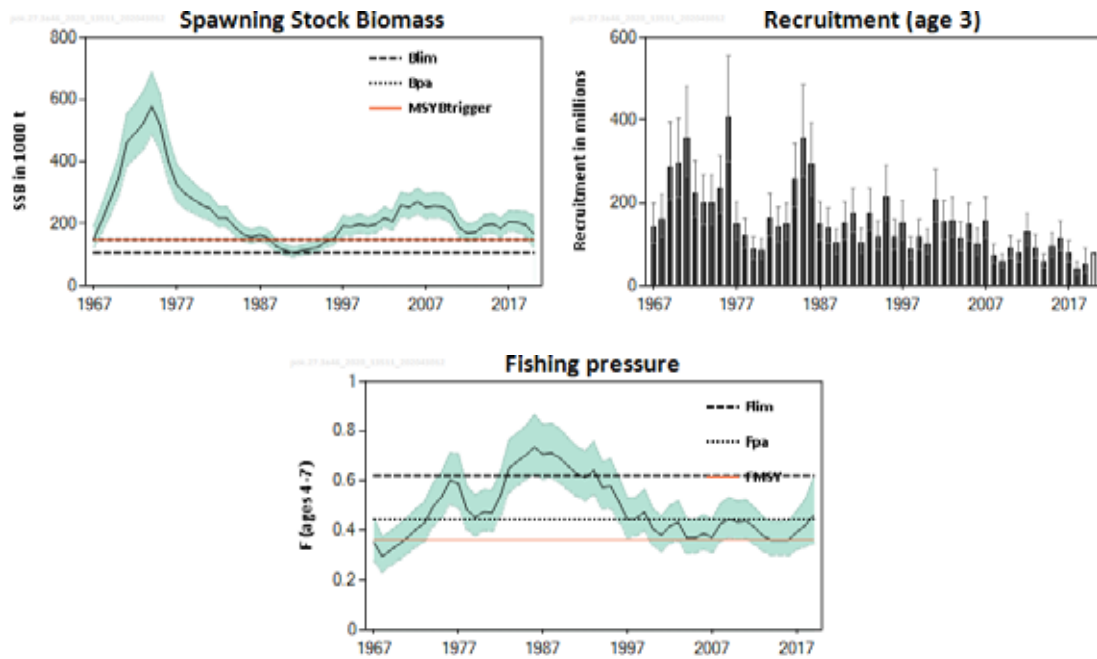 Spawning Stock Biomass
800
600
400
200
0
SSB in 1000 t
Blim
Bpa
MSYBtrigger
1967 1977 1987 1997 2007 2017
Recruitment (age 3)
600
400
200
0
Recruitment in millions
1967 1977 1987 1997 2007 2017
Fishing pressure
1
0.8
0.6
0.4
0.2
0
F (ages 4-7)
Flim
Fpa
FMSY
1967 1977 1987 1997 2007 2017